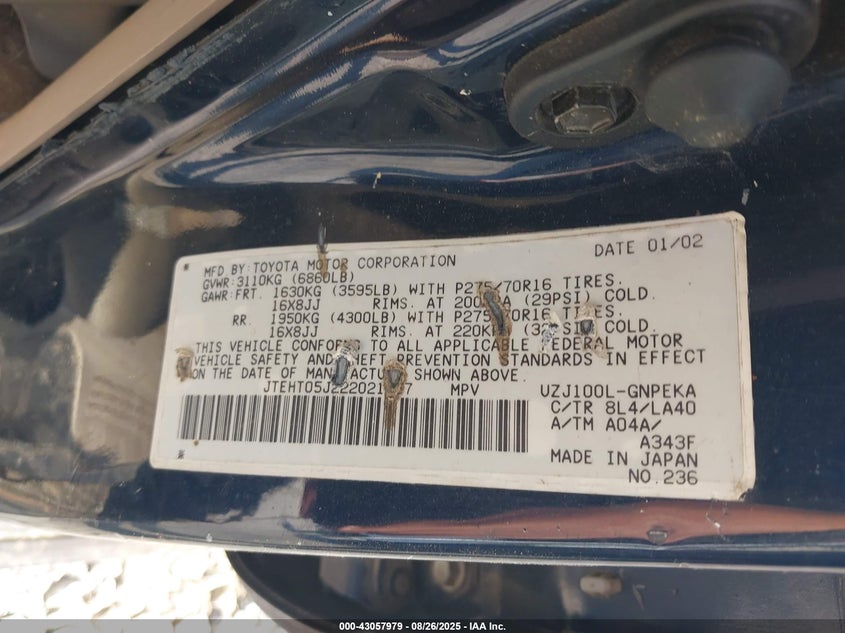 DATE 01/02
MFD BY: TOYOTA MOTOR CORPORATION
GVWR: 3110KG (6860LB)
GAWR: FRT. 1630KG (3595LB) WITH P275/70R16 TIRES.
16X8JJ RIMS. AT (29PSI) COLD.
RR. 1950KG (4300LB) WITH P275/70R16 TIRES.
16X8JJ RIMS. AT COLD.
THIS VEHICLE CONFORMS TO ALL APPLICABLE FEDERAL MOTOR
VEHICLE SAFETY AND THEFT PREVENTION STANDARDS IN EFFECT
ON THE DATE OF MANUFACTURE SHOWN ABOVE.
MPV VZJ100L-GNPEKA
C/TR 8L4/LA40
A/TM A04A/
A343F
MADE IN JAPAN
NO.236
000-43057979 - 08/26/2025 - IAA Inc.